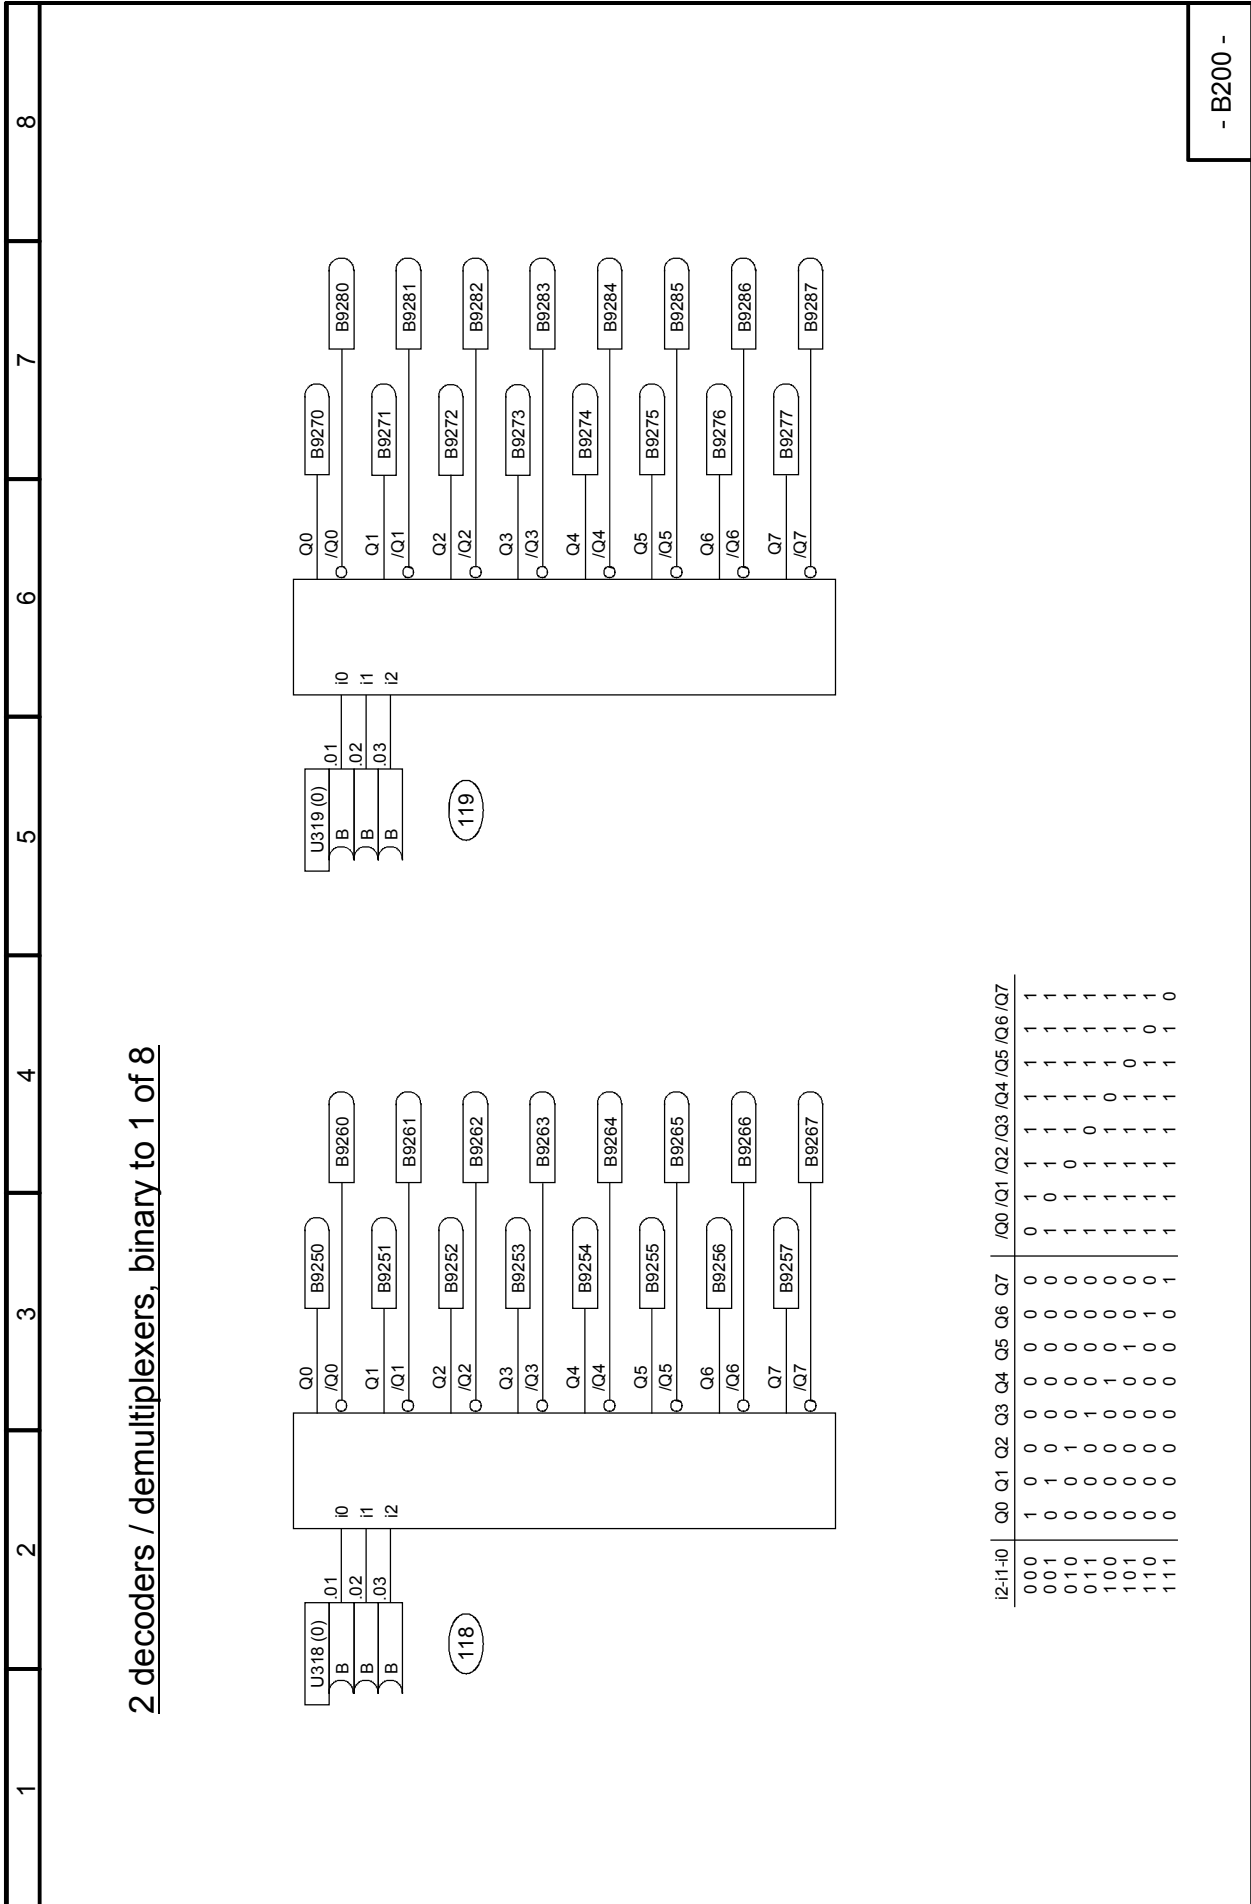 1 2 3 4 5 6 7 8
2 decoders / demultiplexers, binary to 1 of 8
U318 (0)
B .01 i0
B .02 i1
B .03 i2
118
Q0 B9250
/Q0 B9260
Q1 B9251
/Q1 B9261
Q2 B9252
/Q2 B9262
Q3 B9253
/Q3 B9263
Q4 B9254
/Q4 B9264
Q5 B9255
/Q5 B9265
Q6 B9256
/Q6 B9266
Q7 B9257
/Q7 B9267
U319 (0)
B .01 i0
B .02 i1
B .03 i2
119
Q0 B9270
/Q0 B9280
Q1 B9271
/Q1 B9281
Q2 B9272
/Q2 B9282
Q3 B9273
/Q3 B9283
Q4 B9274
/Q4 B9284
Q5 B9275
/Q5 B9285
Q6 B9276
/Q6 B9286
Q7 B9277
/Q7 B9287
i2-i1-i0 Q0 Q1 Q2 Q3 Q4 Q5 Q6 Q7 /Q0 /Q1 /Q2 /Q3 /Q4 /Q5 /Q6 /Q7
0 0 0 1 0 0 0 0 0 0 0 0 1 1 1 1 1 1 1
0 0 1 0 1 0 0 0 0 0 0 1 0 1 1 1 1 1 1
0 1 0 0 0 1 0 0 0 0 0 1 1 0 1 1 1 1 1
0 1 1 0 0 0 1 0 0 0 0 1 1 1 0 1 1 1 1
1 0 0 0 0 0 0 1 0 0 0 1 1 1 1 0 1 1 1
1 0 1 0 0 0 0 0 1 0 0 1 1 1 1 1 0 1 1
1 1 0 0 0 0 0 0 0 1 0 1 1 1 1 1 1 0 1
1 1 1 0 0 0 0 0 0 0 1 1 1 1 1 1 1 1 0
- B200 -